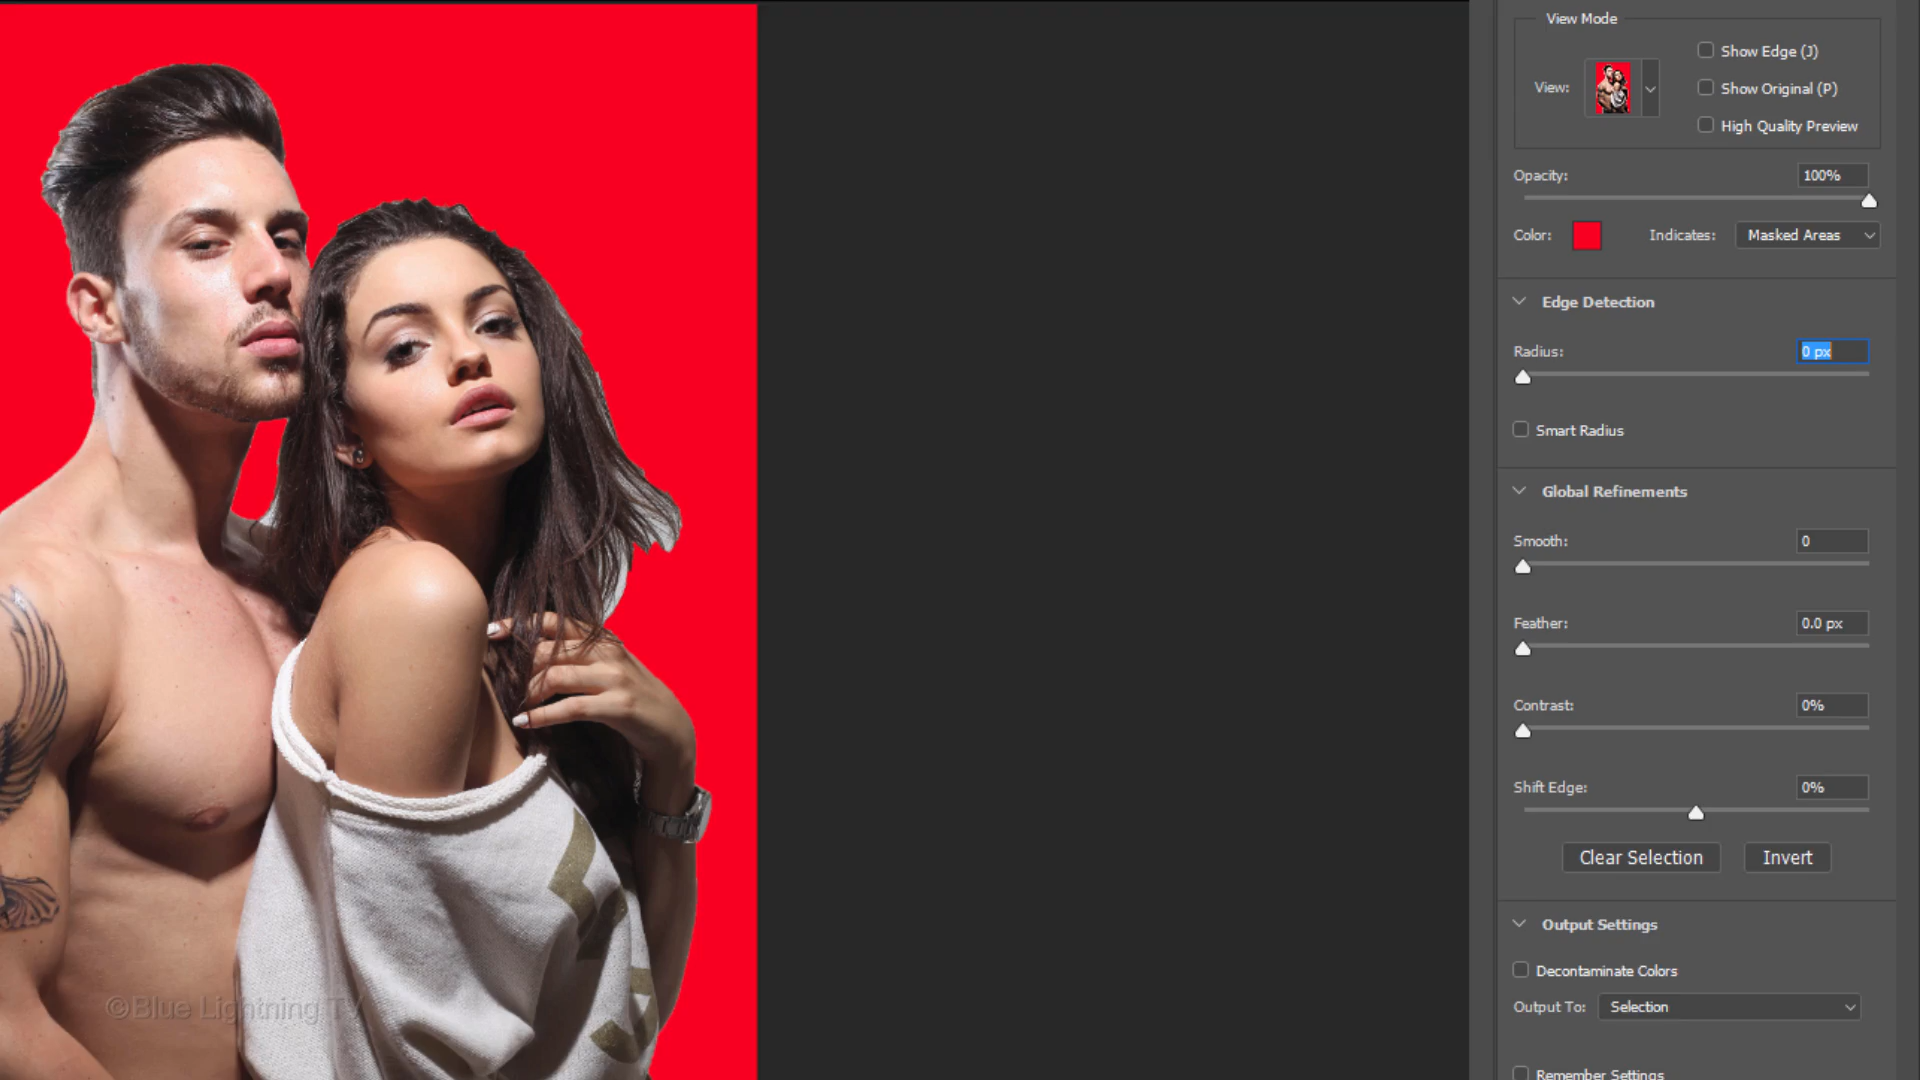 View Mode
Show Edge (J)
View:
Show Original (P)
High Quality Preview
Opacity:
100%
Color:
Indicates:
Masked Areas
Edge Detection
Radius:
0 px
Smart Radius
Global Refinements
Smooth:
0
Feather:
0.0 px
Contrast:
0%
Shift Edge:
0%
Clear Selection
Invert
Output Settings
Decontaminate Colors
Output To:
Selection
Remember Settings
©Blue Lightning TV